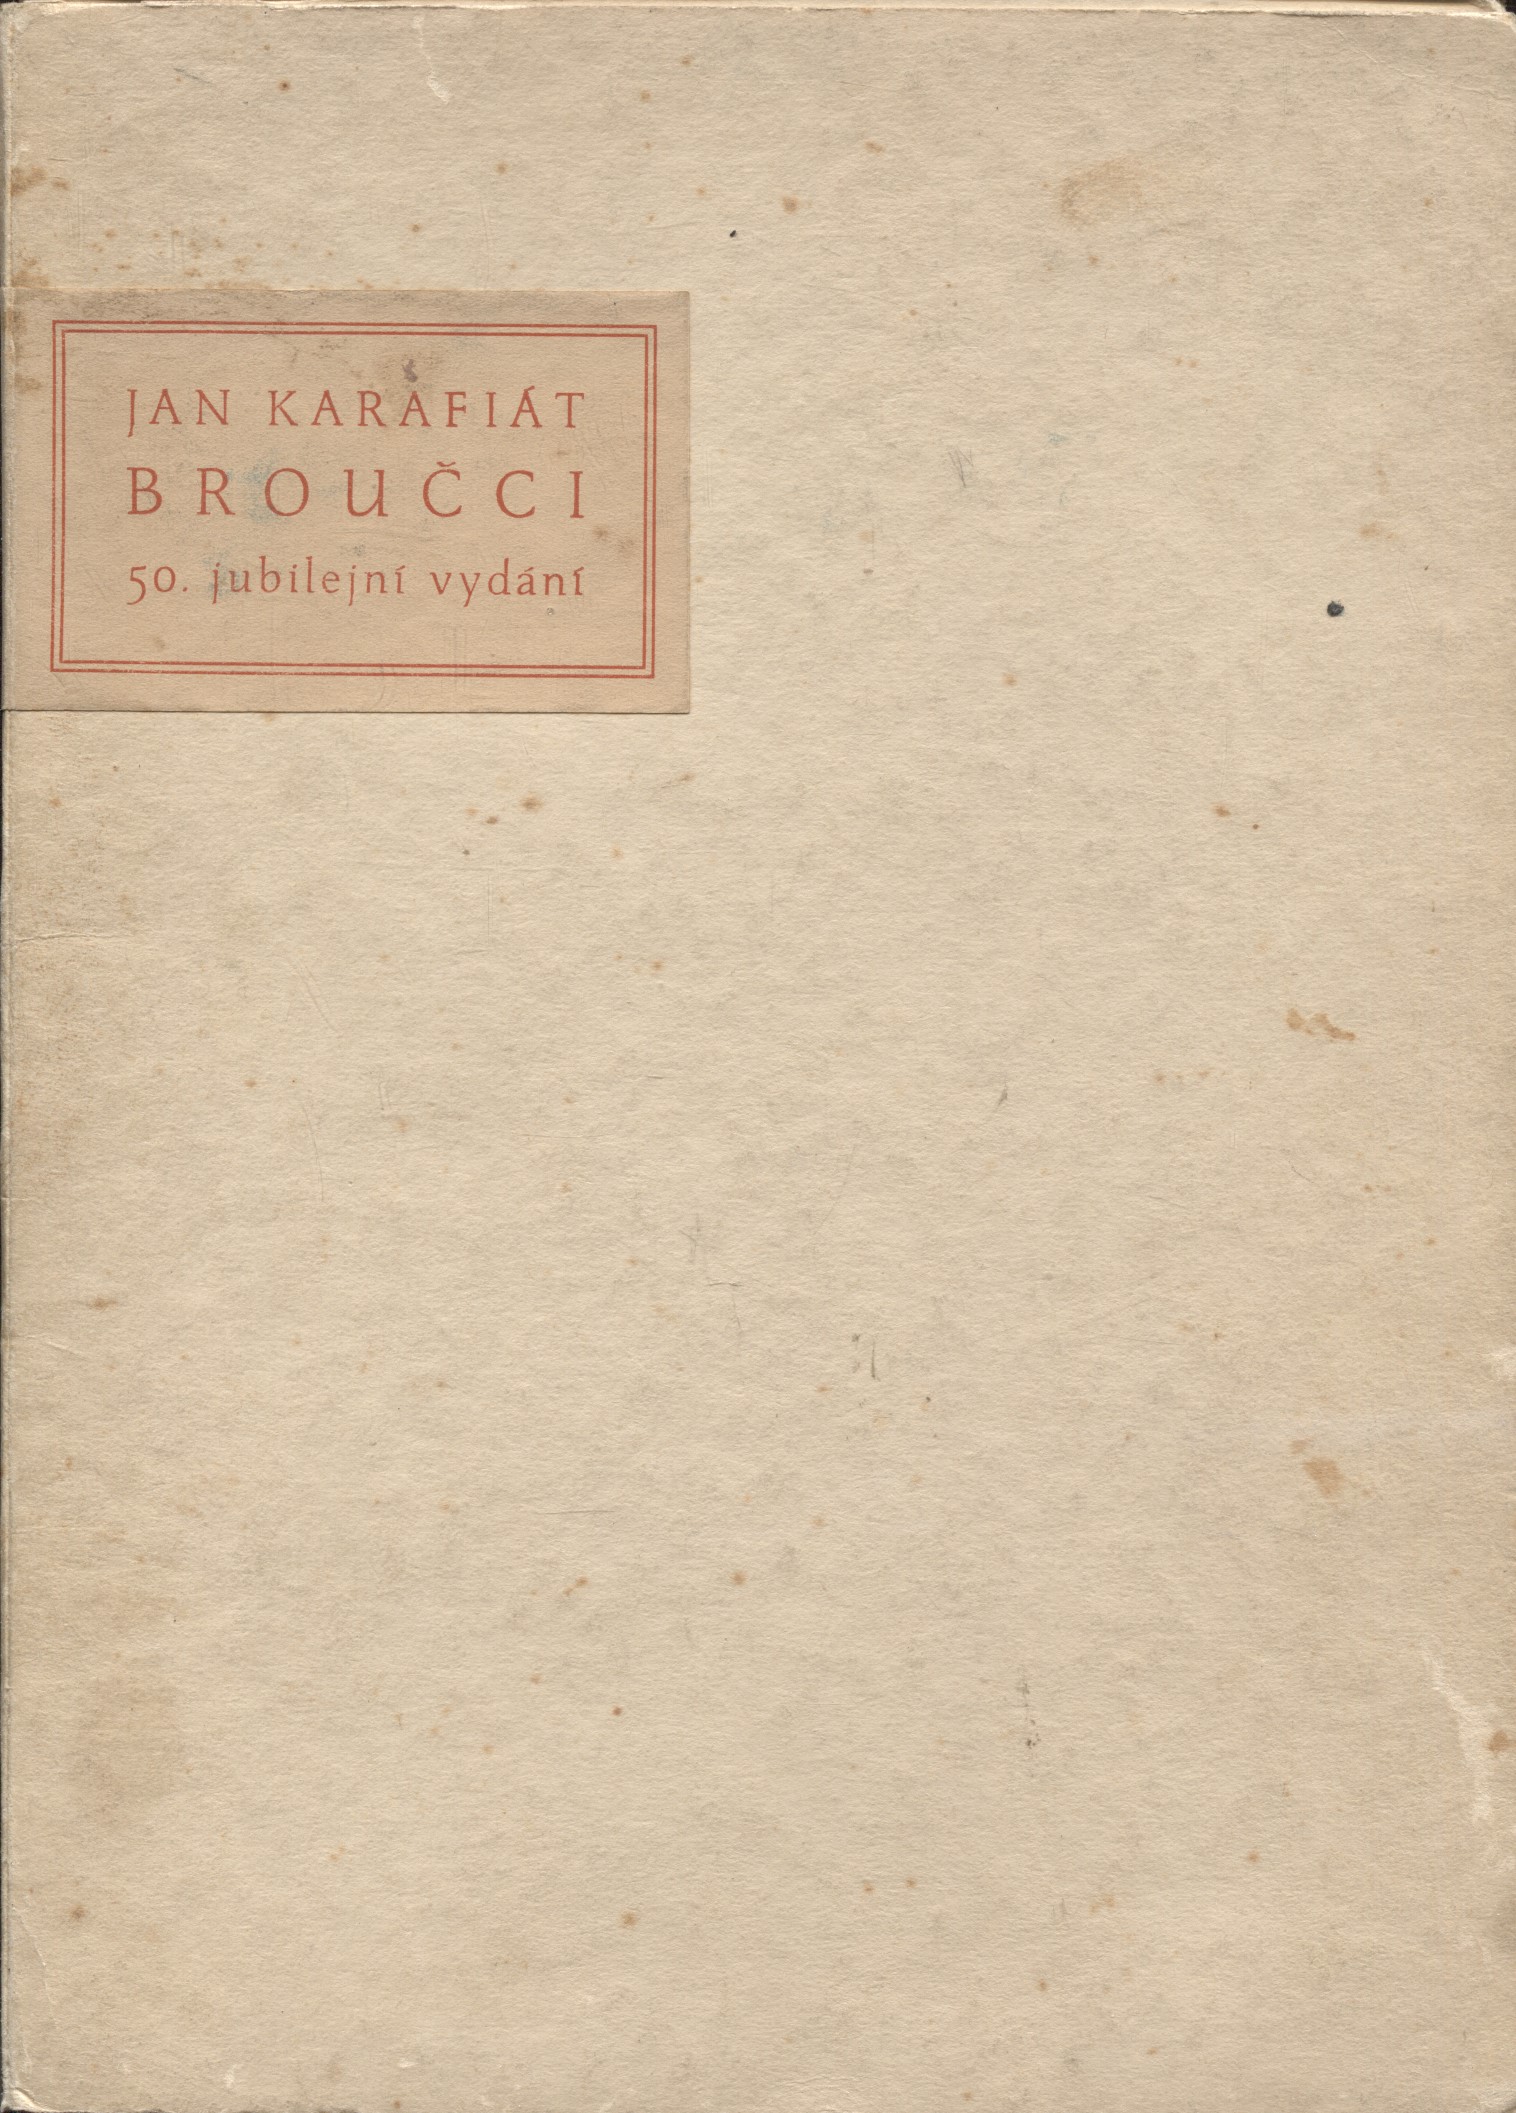 JAN KARAFIÁT
BROUČCI
50. jubilejní vydání